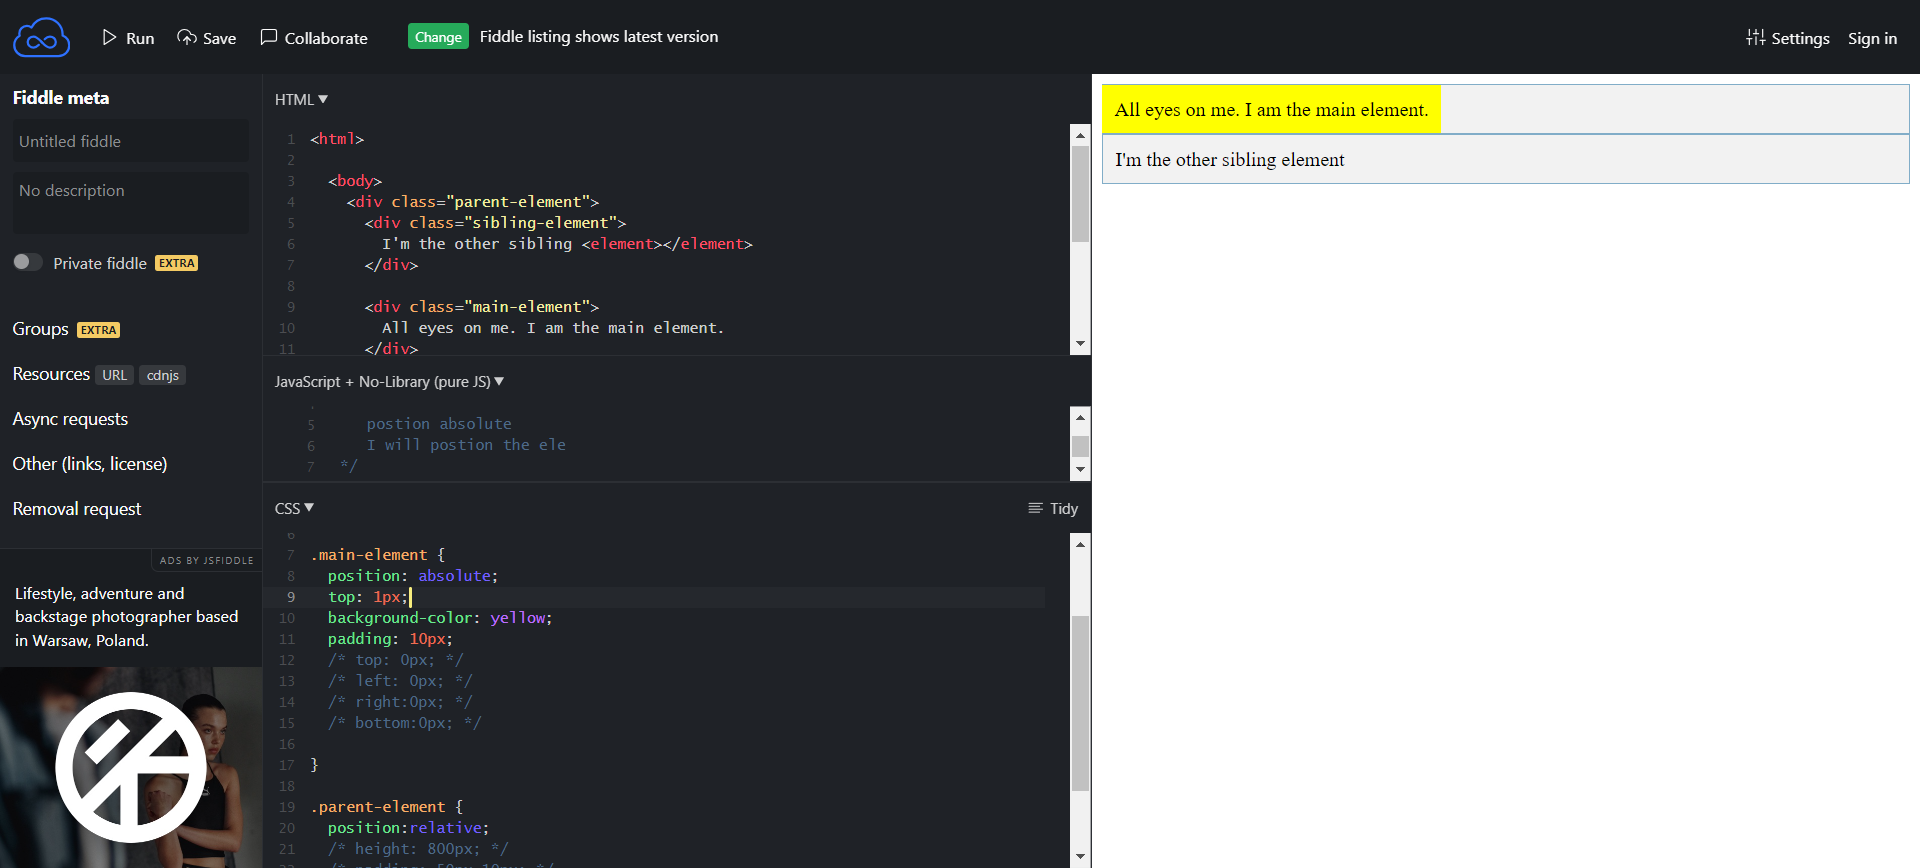 Run
Save
Collaborate
Change
Fiddle listing shows latest version
Settings
Sign in
Fiddle meta
Untitled fiddle
No description
Private fiddle EXTRA
Groups EXTRA
Resources URL cdnjs
Async requests
Other (links, license)
Removal request
ADS BY JSFIDDLE
Lifestyle, adventure and
backstage photographer based
in Warsaw, Poland.
HTML ▼
1 <html>
2
3 <body>
4 <div class="parent-element">
5 <div class="sibling-element">
6 I'm the other sibling <element></element>
7 </div>
8
9 <div class="main-element">
10 All eyes on me. I am the main element.
11 </div>
JavaScript + No-Library (pure JS) ▼
5 postion absolute
6 I will postion the ele
7 */
CSS ▼
Tidy
6
7 .main-element {
8 position: absolute;
9 top: 1px;
10 background-color: yellow;
11 padding: 10px;
12 /* top: 0px; */
13 /* left: 0px; */
14 /* right:0px; */
15 /* bottom:0px; */
16
17 }
18
19 .parent-element {
20 position:relative;
21 /* height: 800px; */
All eyes on me. I am the main element.
I'm the other sibling element